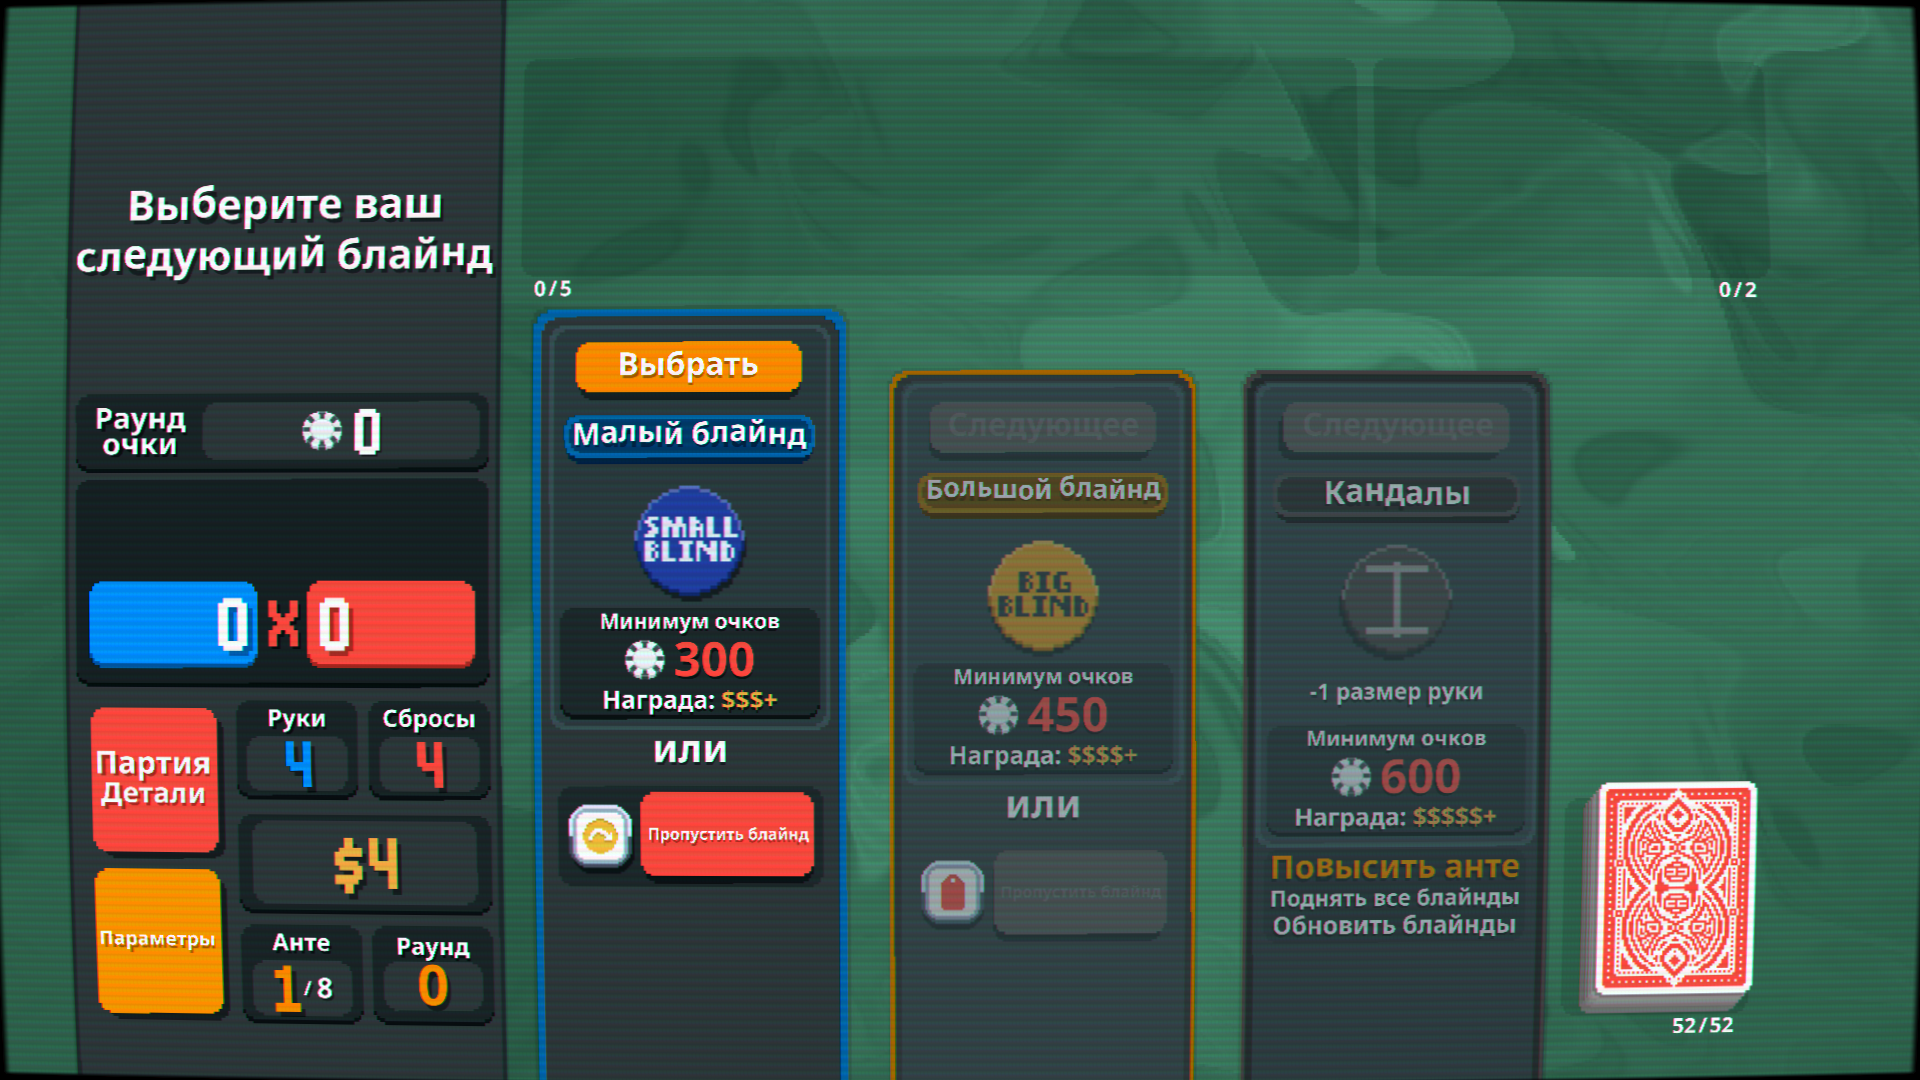 Выберите ваш
следующий блайнд
Раунд
очки
0
0 X 0
Партия
Детали
Руки
4
Сбросы
4
$4
Параметры
Анте
1/8
Раунд
0
0/5
0/2
Выбрать
Малый блайнд
SMALL
BLIND
Минимум очков
300
Награда: $$$+
или
Пропустить блайнд
Следующее
Большой блайнд
BIG
BLIND
Минимум очков
450
Награда: $$$$+
или
Пропустить блайнд
Следующее
Кандалы
-1 размер руки
Минимум очков
600
Награда: $$$$$+
Повысить анте
Поднять все блайнды
Обновить блайнды
52/52